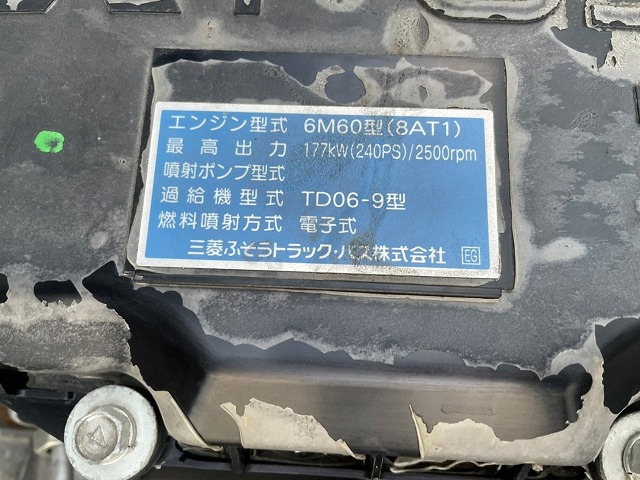 エンジン型式 6M60型(8AT1)
最高出力 177kW(240PS)/2500rpm
噴射ポンプ型式
過給機型式 TD06-9型
燃料噴射方式 電子式
三菱ふそうトラック・バス株式会社 EG